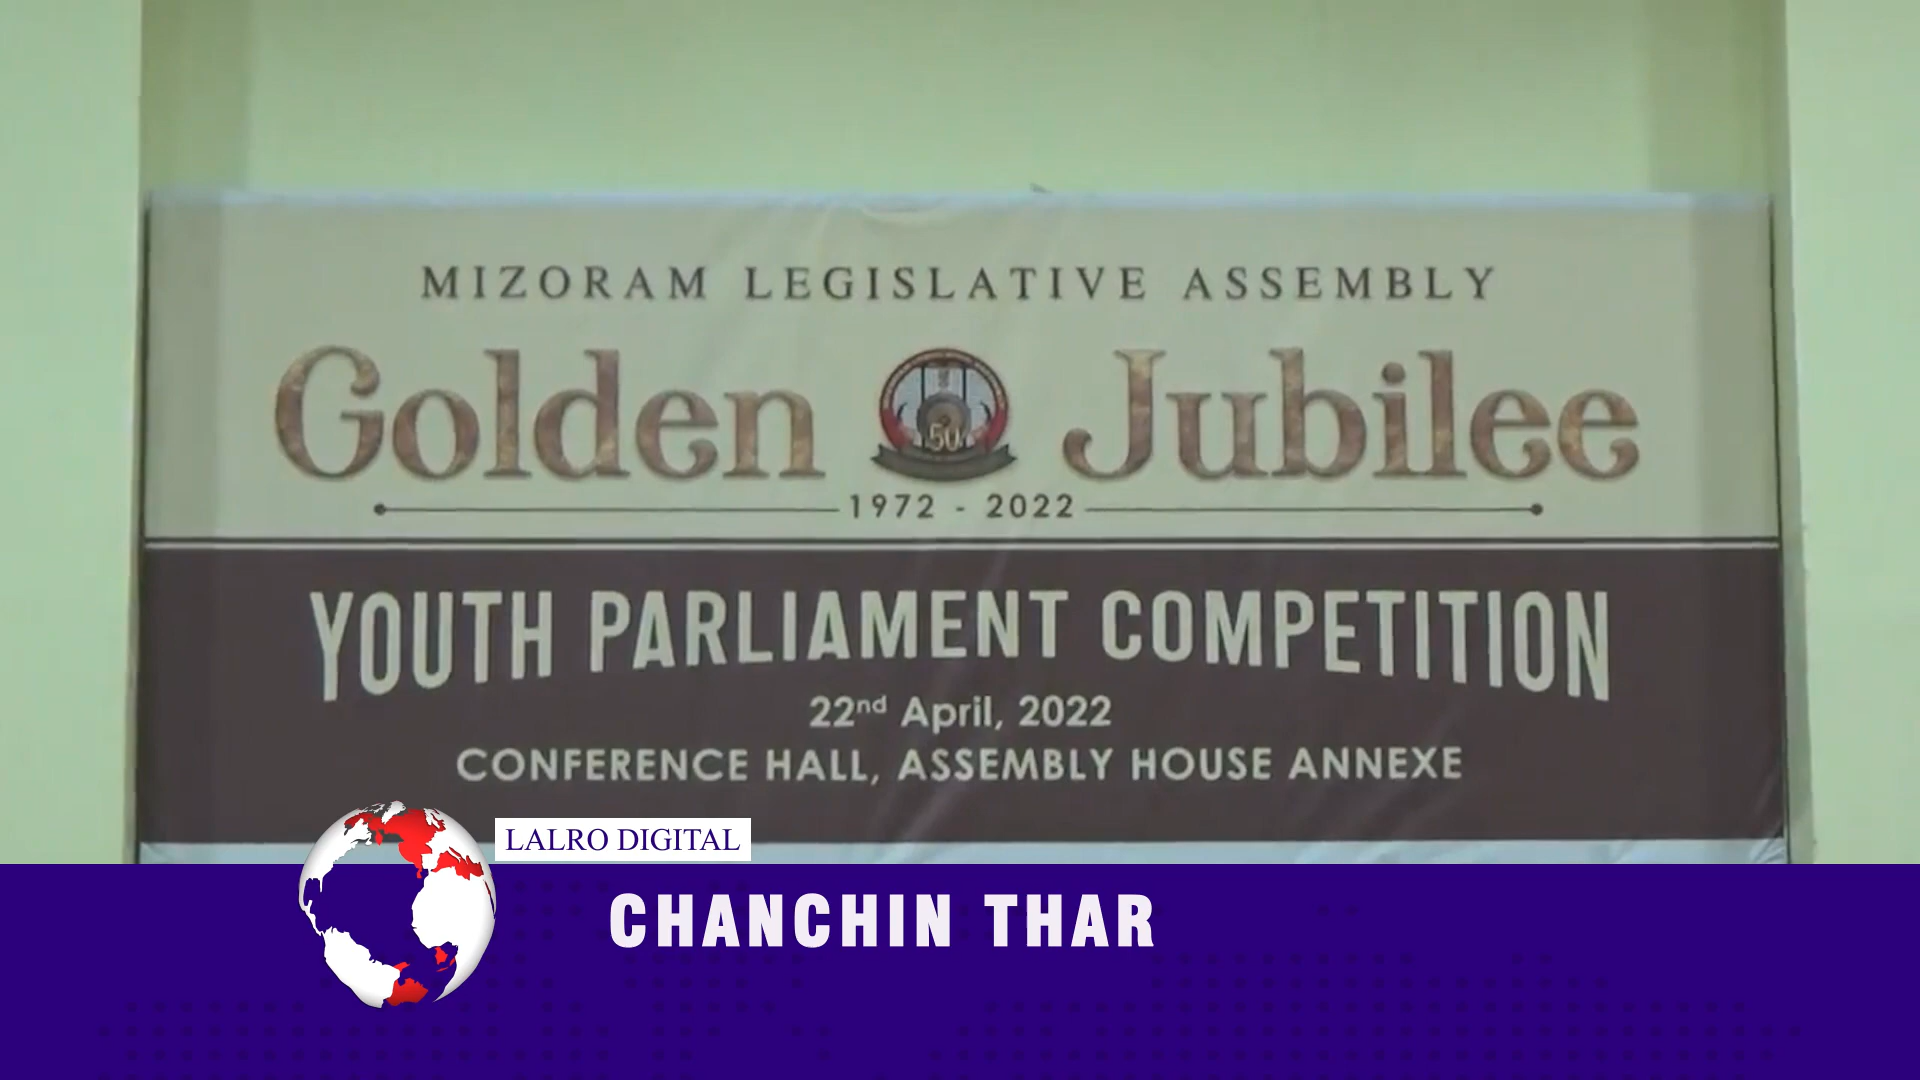 MIZORAM LEGISLATIVE ASSEMBLY
Golden Jubilee
50
1972 - 2022
YOUTH PARLIAMENT COMPETITION
22nd April, 2022
CONFERENCE HALL, ASSEMBLY HOUSE ANNEXE
LALRO DIGITAL
CHANCHIN THAR